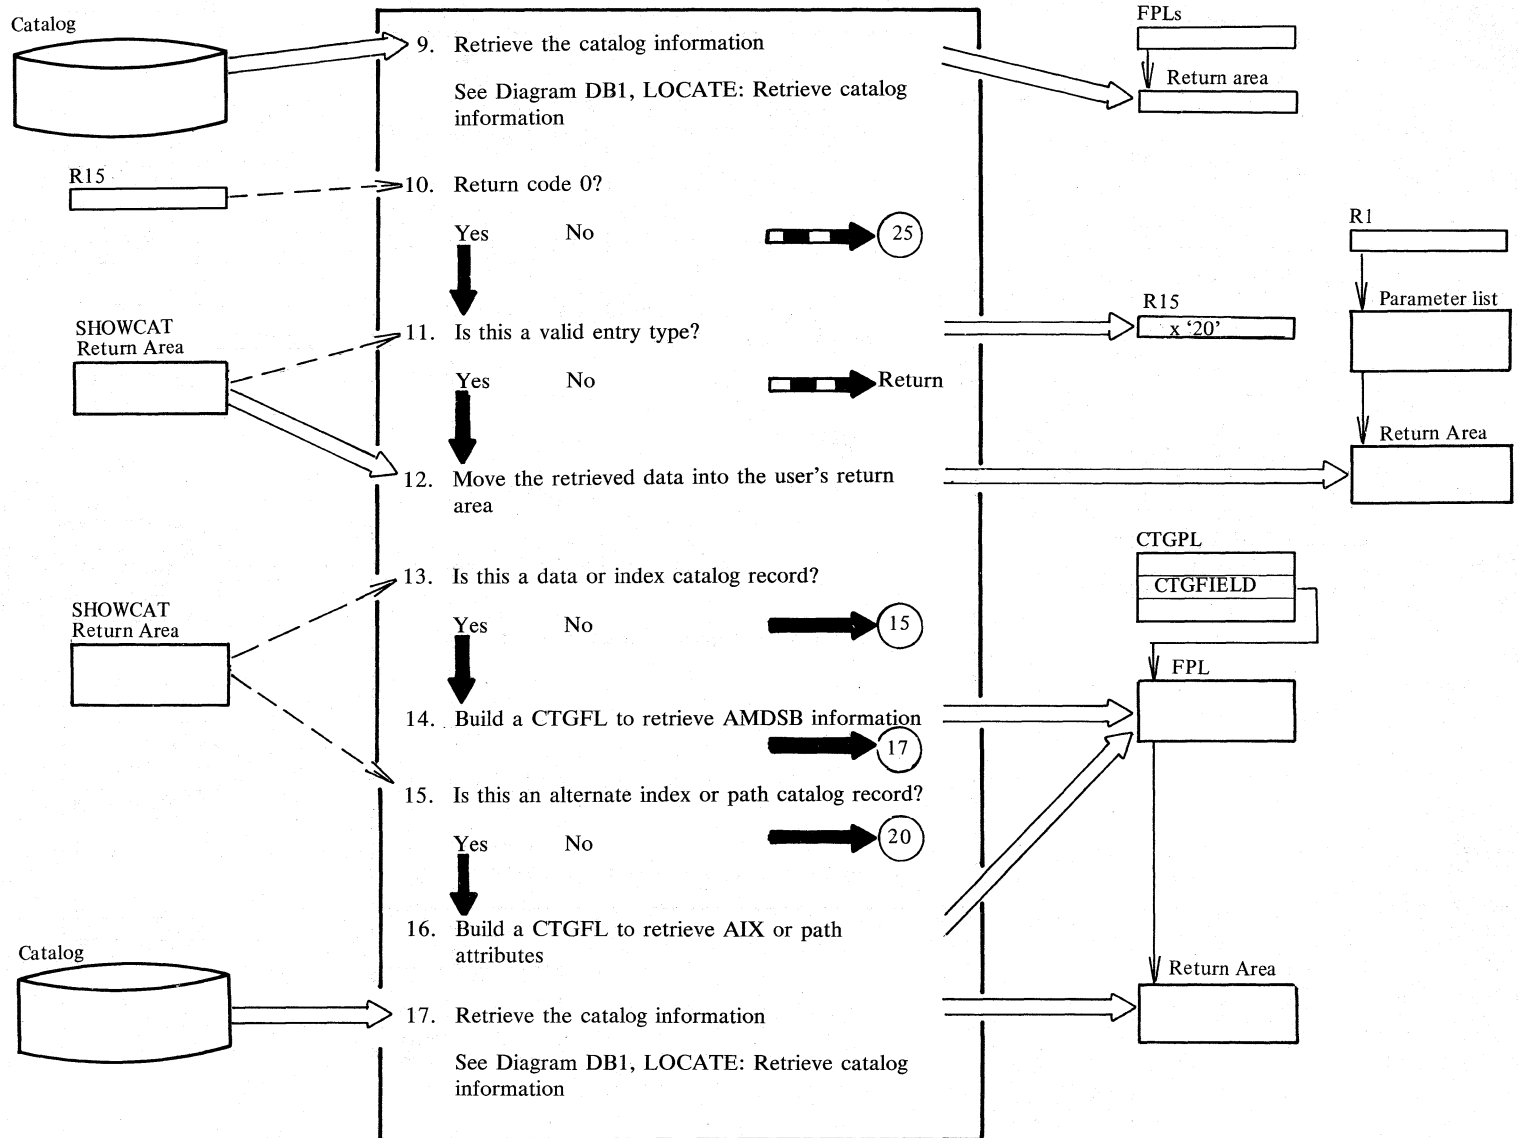 Catalog
9. Retrieve the catalog information
See Diagram DB1, LOCATE: Retrieve catalog
information
FPLs
Return area
R15
10. Return code 0?
Yes No 25
R1
Parameter list
Return Area
SHOWCAT
Return Area
11. Is this a valid entry type?
R15
x ‘20’
Yes No Return
12. Move the retrieved data into the user's return
area
SHOWCAT
Return Area
13. Is this a data or index catalog record?
Yes No 15
CTGPL
CTGFIELD
FPL
14. Build a CTGFL to retrieve AMDSB information
17
15. Is this an alternate index or path catalog record?
Yes No 20
16. Build a CTGFL to retrieve AIX or path
attributes
Catalog
17. Retrieve the catalog information
See Diagram DB1, LOCATE: Retrieve catalog
information
Return Area